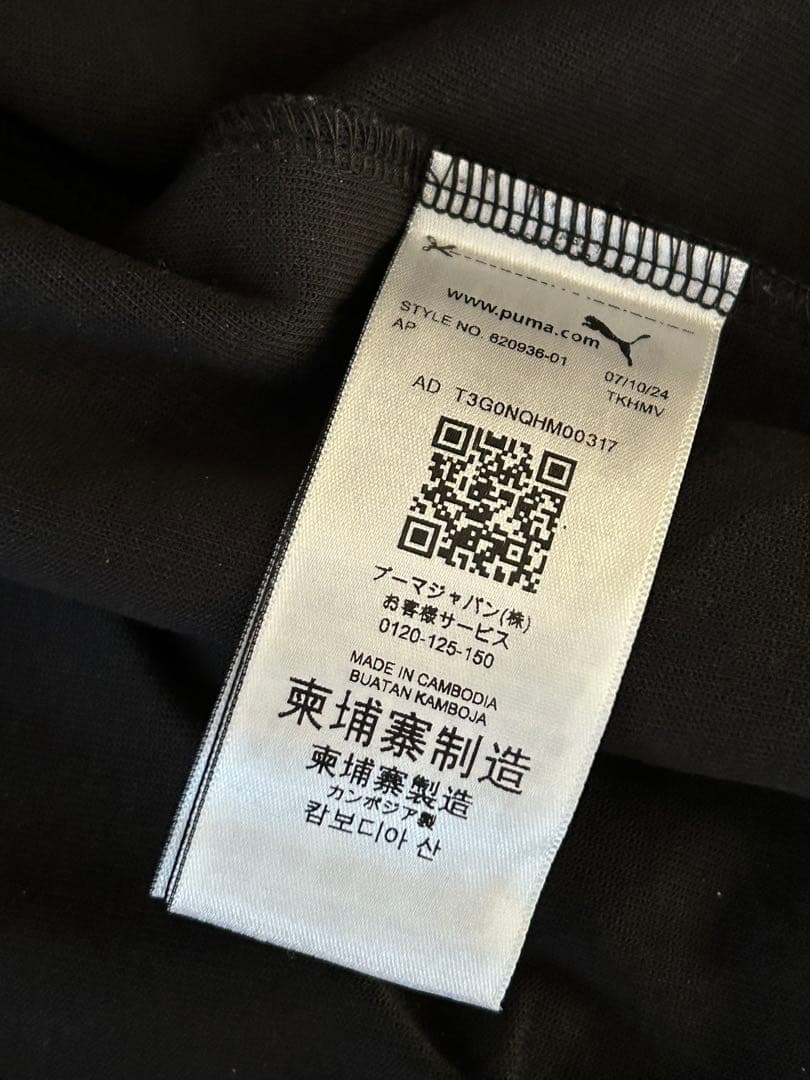 www.puma.com
STYLE NO. 620936-01
AP
07/10/24
TKHMV
AD T3G0NQHM00317
プーマジャパン(株)
お客様サービス
0120-125-150
MADE IN CAMBODIA
BUATAN KAMBOJA
柬埔寨制造
柬埔寨製造
カンボジア製
캄보디아 산